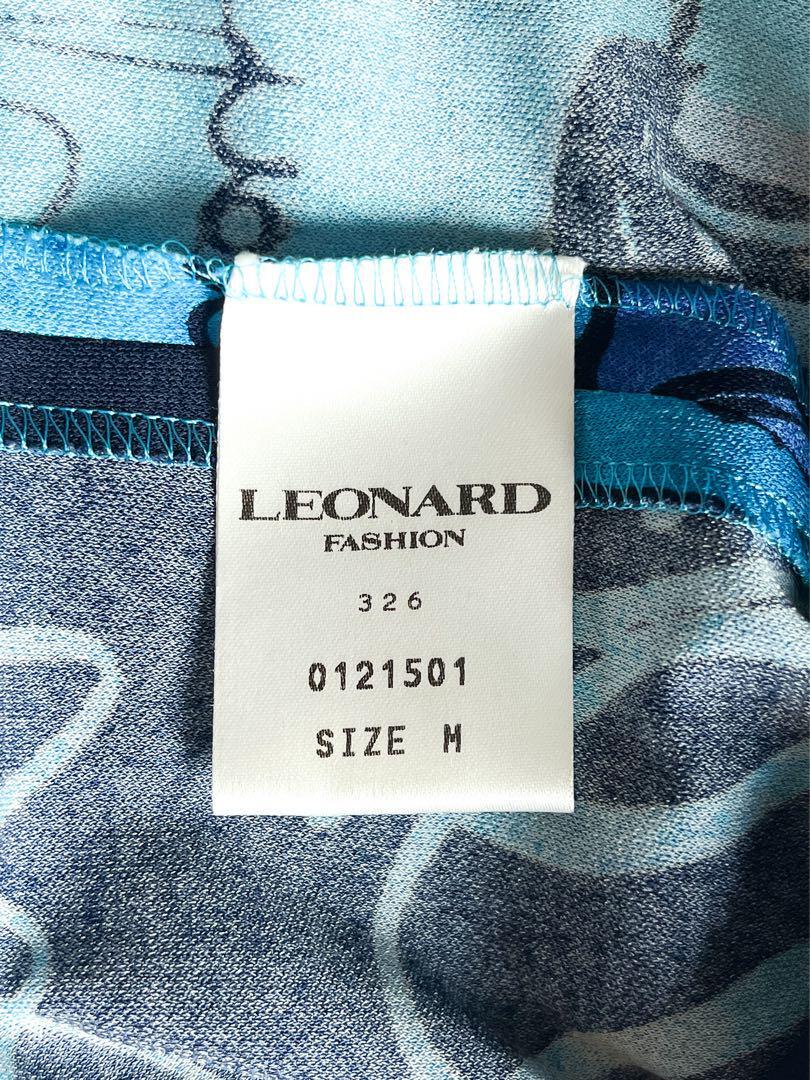 LEONARD
FASHION
326
0121501
SIZE M